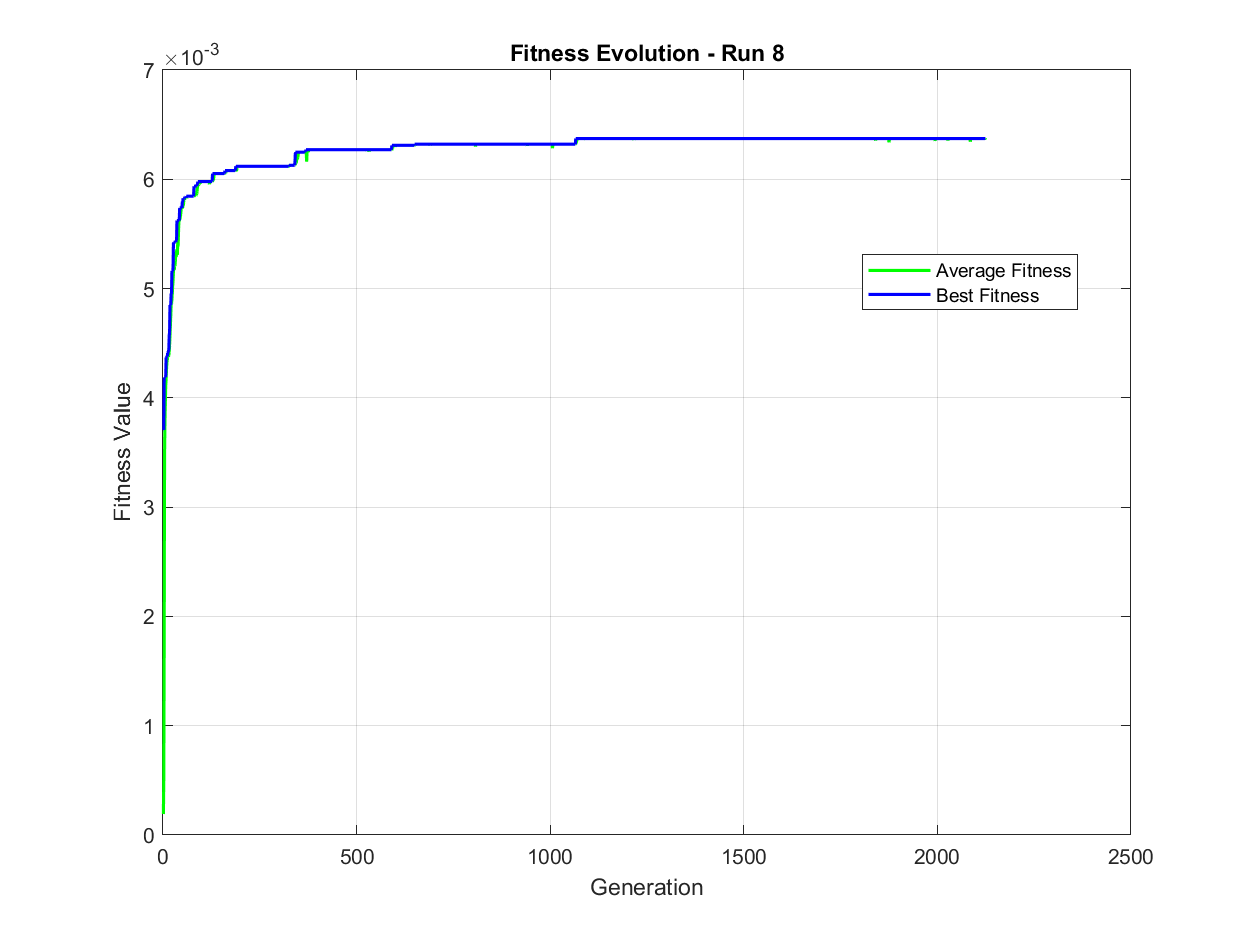 Fitness Evolution - Run 8
×10^-3
7
6
5
4
3
2
1
0
Fitness Value
Average Fitness
Best Fitness
0 500 1000 1500 2000 2500
Generation